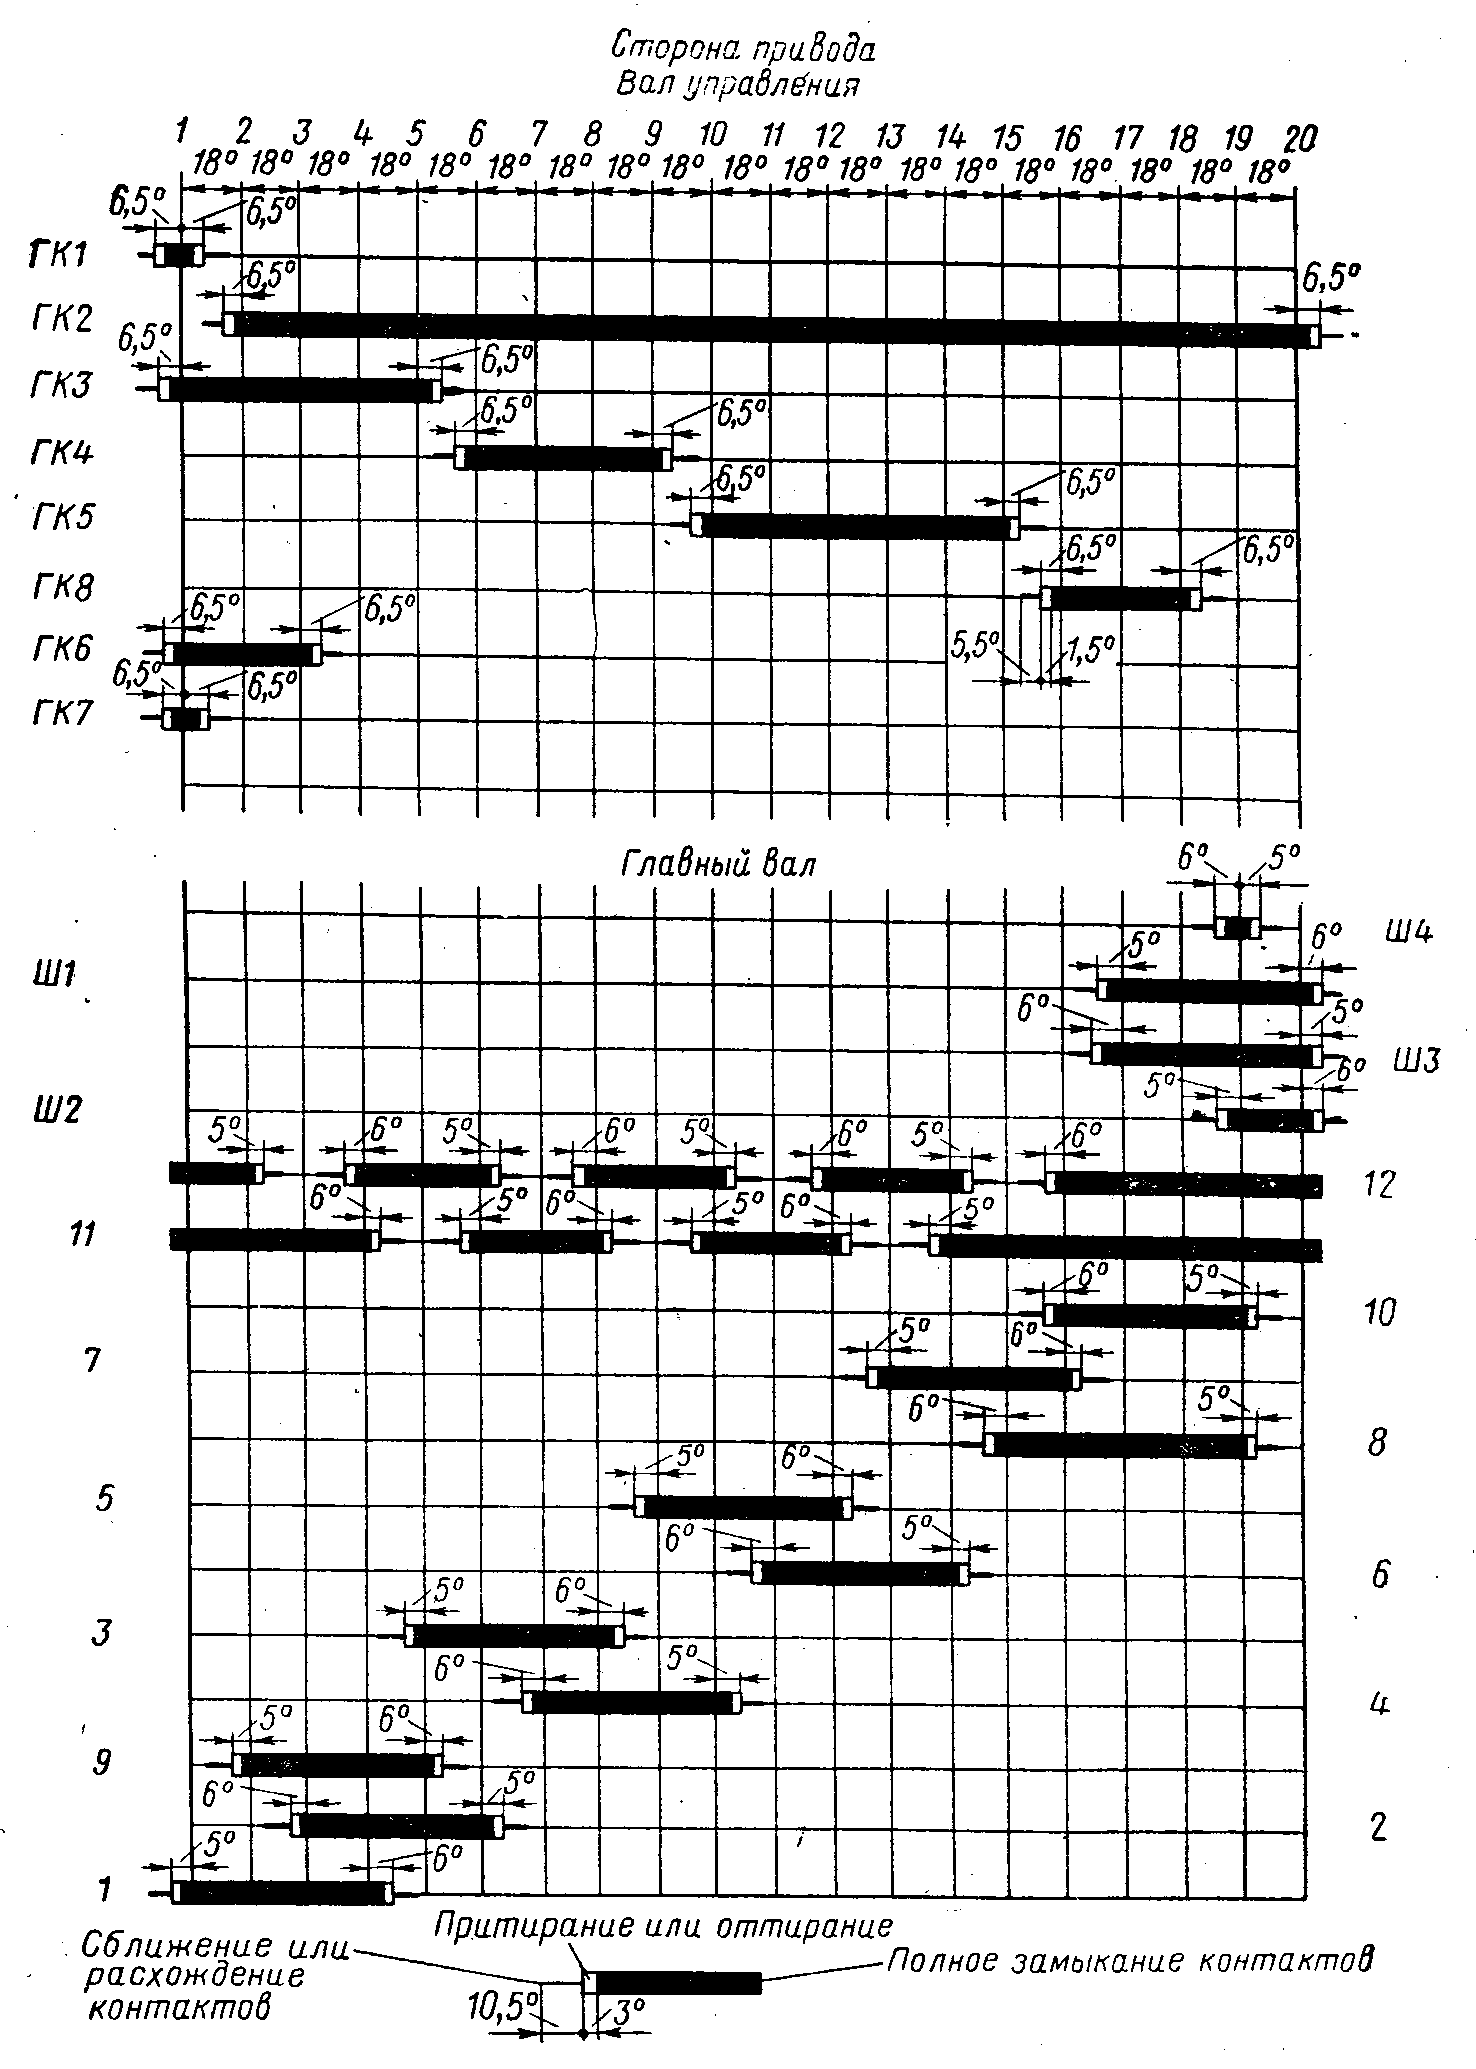 Сторона привода
Вал управления
1 2 3 4 5 6 7 8 9 10 11 12 13 14 15 16 17 18 19 20
18° 18° 18° 18° 18° 18° 18° 18° 18° 18° 18° 18° 18° 18° 18° 18° 18° 18° 18°
6,5° 6,5°
ГК1
6,5° 6,5°
ГК2
6,5° 6,5°
ГК3
6,5° 6,5°
ГК4
6,5° 6,5°
ГК5
6,5° 6,5°
ГК8
6,5° 6,5°
ГК6 5,5° 1,5°
6,5° 6,5°
ГК7
Главный вал
6° 5°
Ш4
5° 6°
Ш1
6° 5°
Ш3
5° 6°
Ш2
5° 6° 5° 6° 5° 6° 5° 6°
12
6° 5° 6° 5° 6° 5°
11
6° 5°
10
5° 6°
7
6° 5°
8
5° 6°
5
6° 5°
6
5° 6°
3
6° 5°
4
5° 6°
9
6° 5°
2
5° 6°
1
Притирание или оттирание
Сближение или
расхождение
контактов
Полное замыкание контактов
10,5° 3°